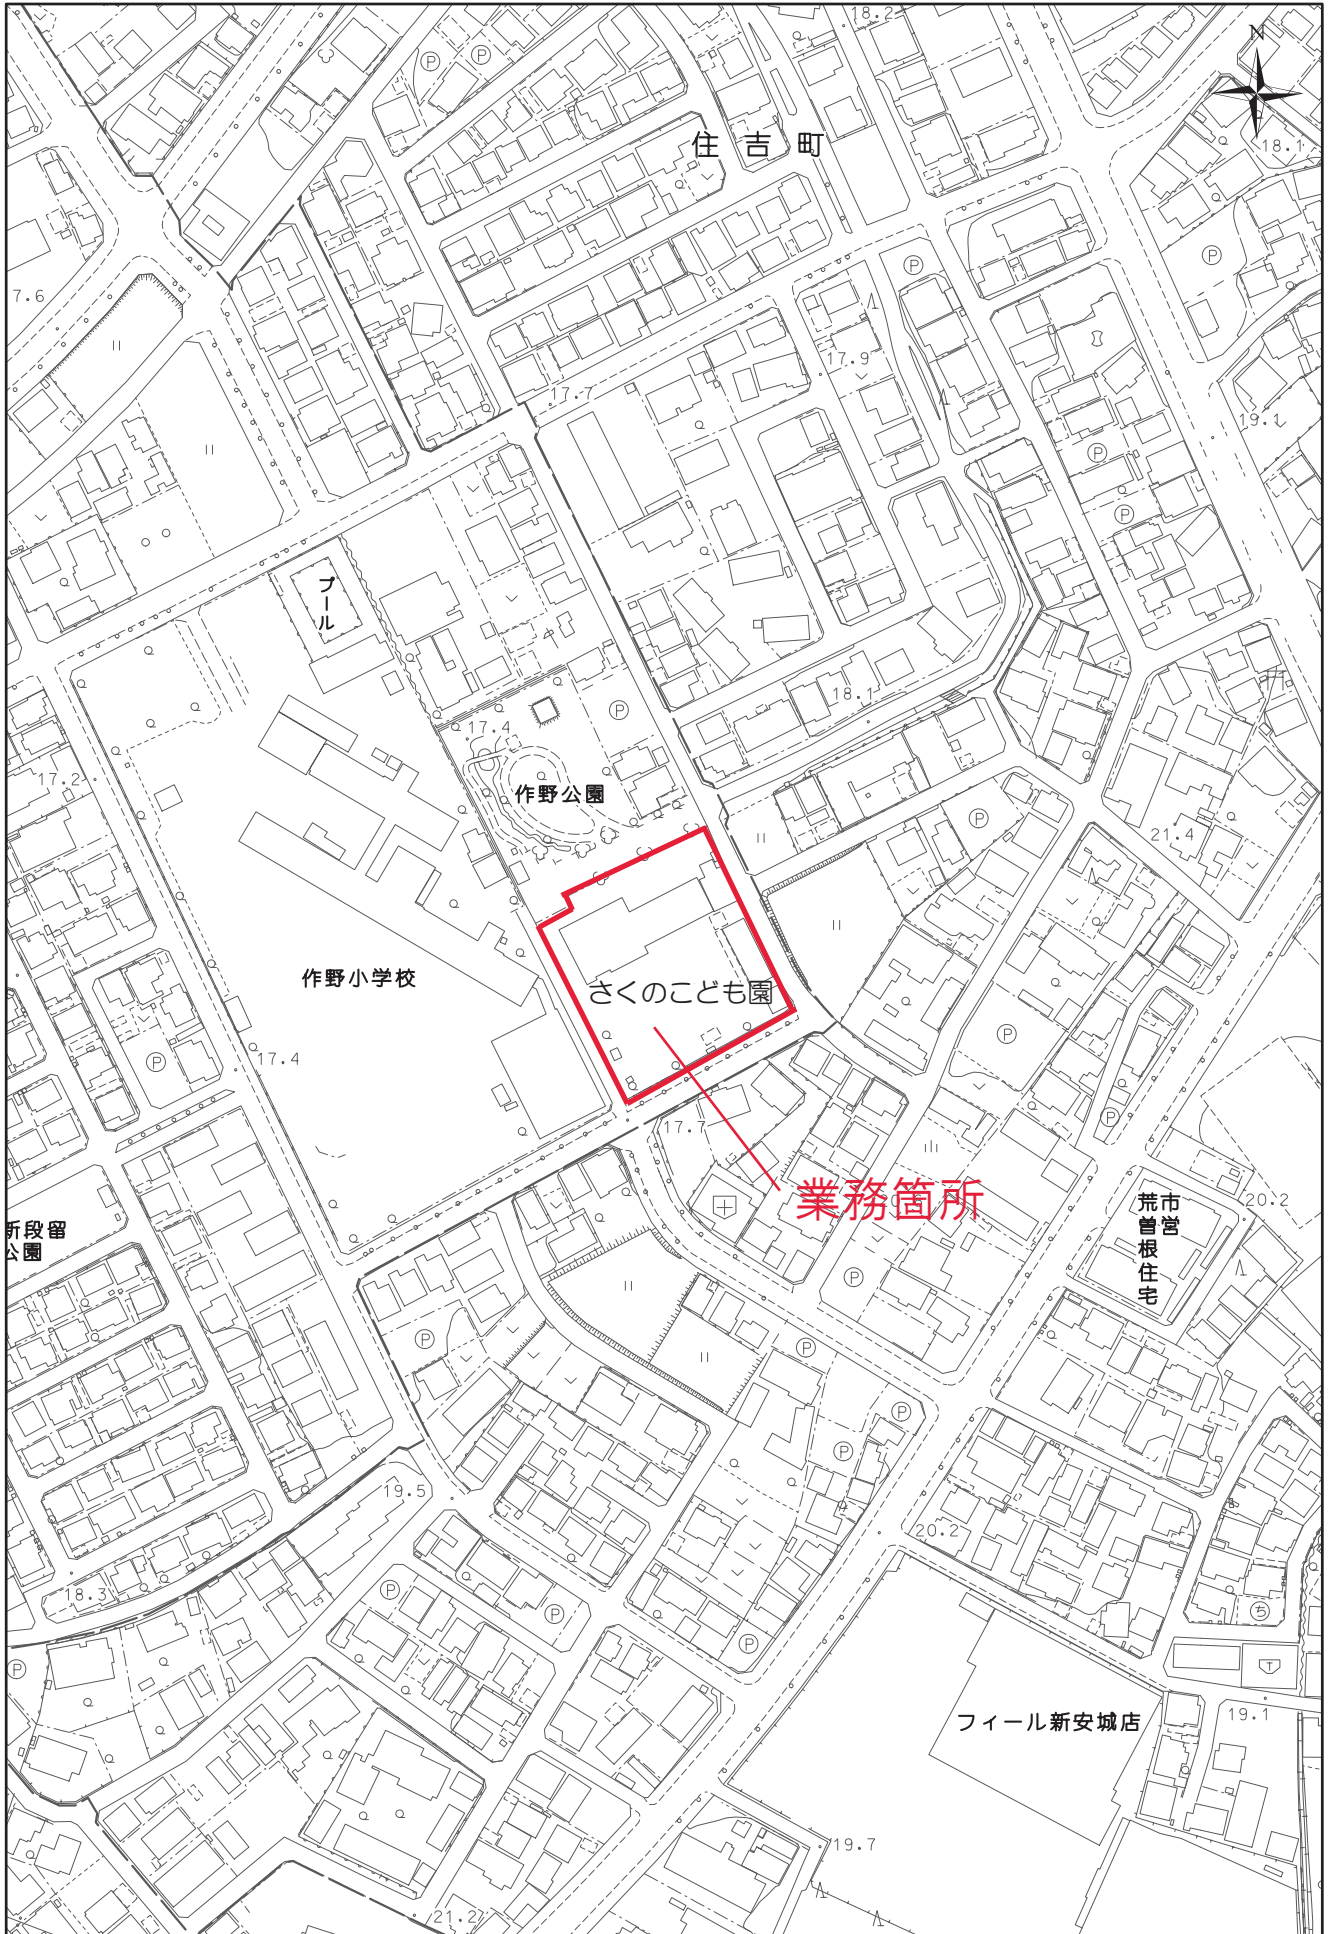 18.2
N
Ⓟ
Ⓟ
住吉町
18.1
Ⓟ
Ⓟ
7.6
17.9
17.7
19.1
Ⓟ
Ⓟ
プール
18.1
Ⓟ
17.4
17.2
作野公園
Ⓟ
21.4
作野小学校
さくのこども園
Ⓟ
Ⓟ
17.4
Ⓟ
17.7
業務箇所
20.2
新段留
公園
市営
荒曽根住宅
Ⓟ
Ⓟ
Ⓟ
Ⓟ
Ⓟ
19.5
20.2
18.3
Ⓟ
Ⓟ
ち
Ⓟ
Ⓟ
T
フィール新安城店
19.1
19.7
21.2